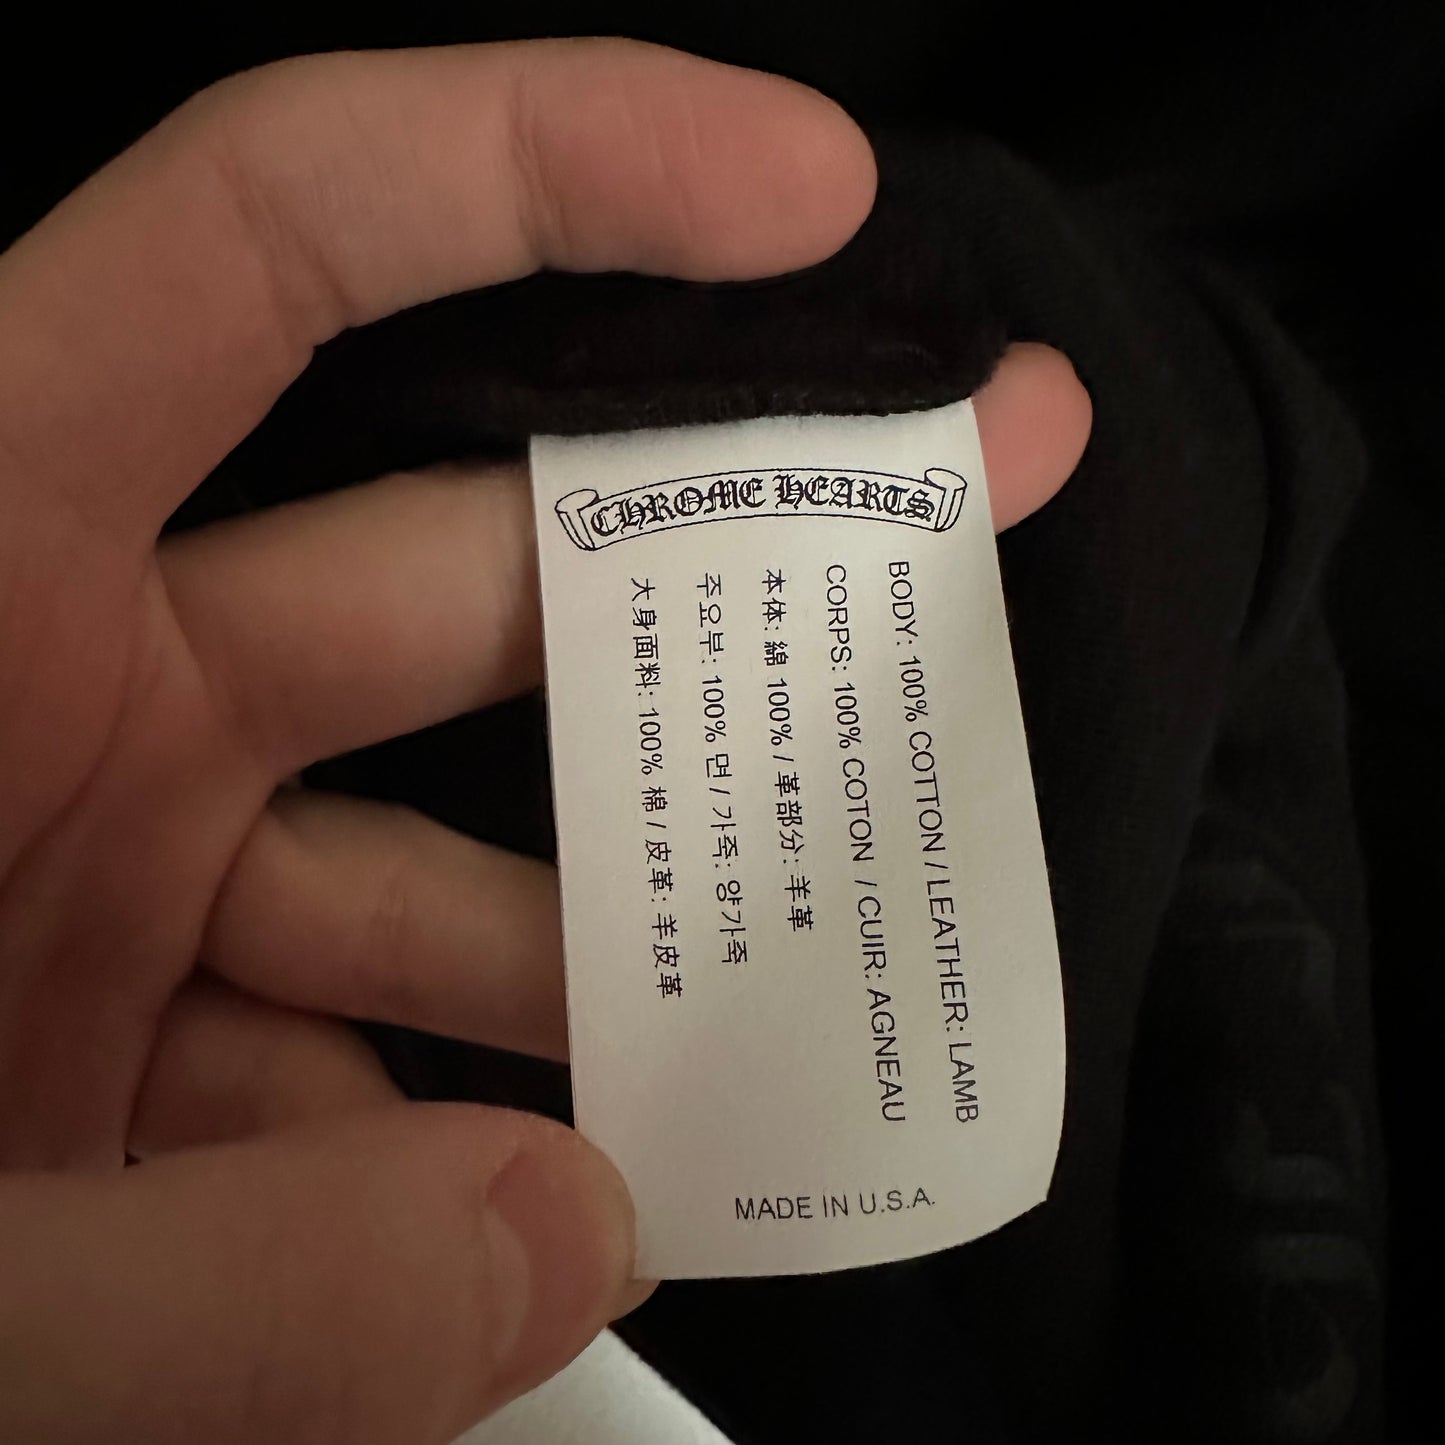 CHROME HEARTS
BODY: 100% COTTON / LEATHER: LAMB
CORPS: 100% COTON / CUIR: AGNEAU
本体: 綿 100% / 革部分: 羊革
주요부: 100% 면 / 가죽: 양가죽
大身面料: 100% 棉 / 皮革: 羊皮革
MADE IN U.S.A.